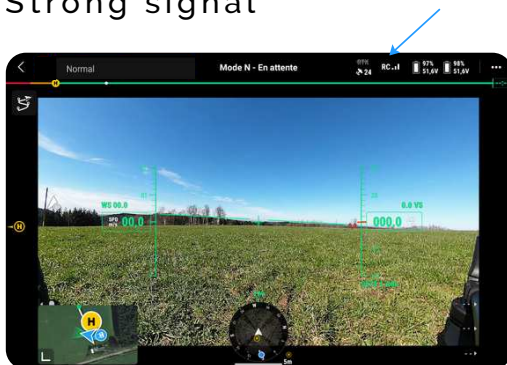 Strong signal
Normal
Mode N - En attente
RTK
24
RC
97%
51,6V
98%
51,6V
H
WS 00.0
SPD
m/s
00,0
0.0 VS
000,0
H
H
5m